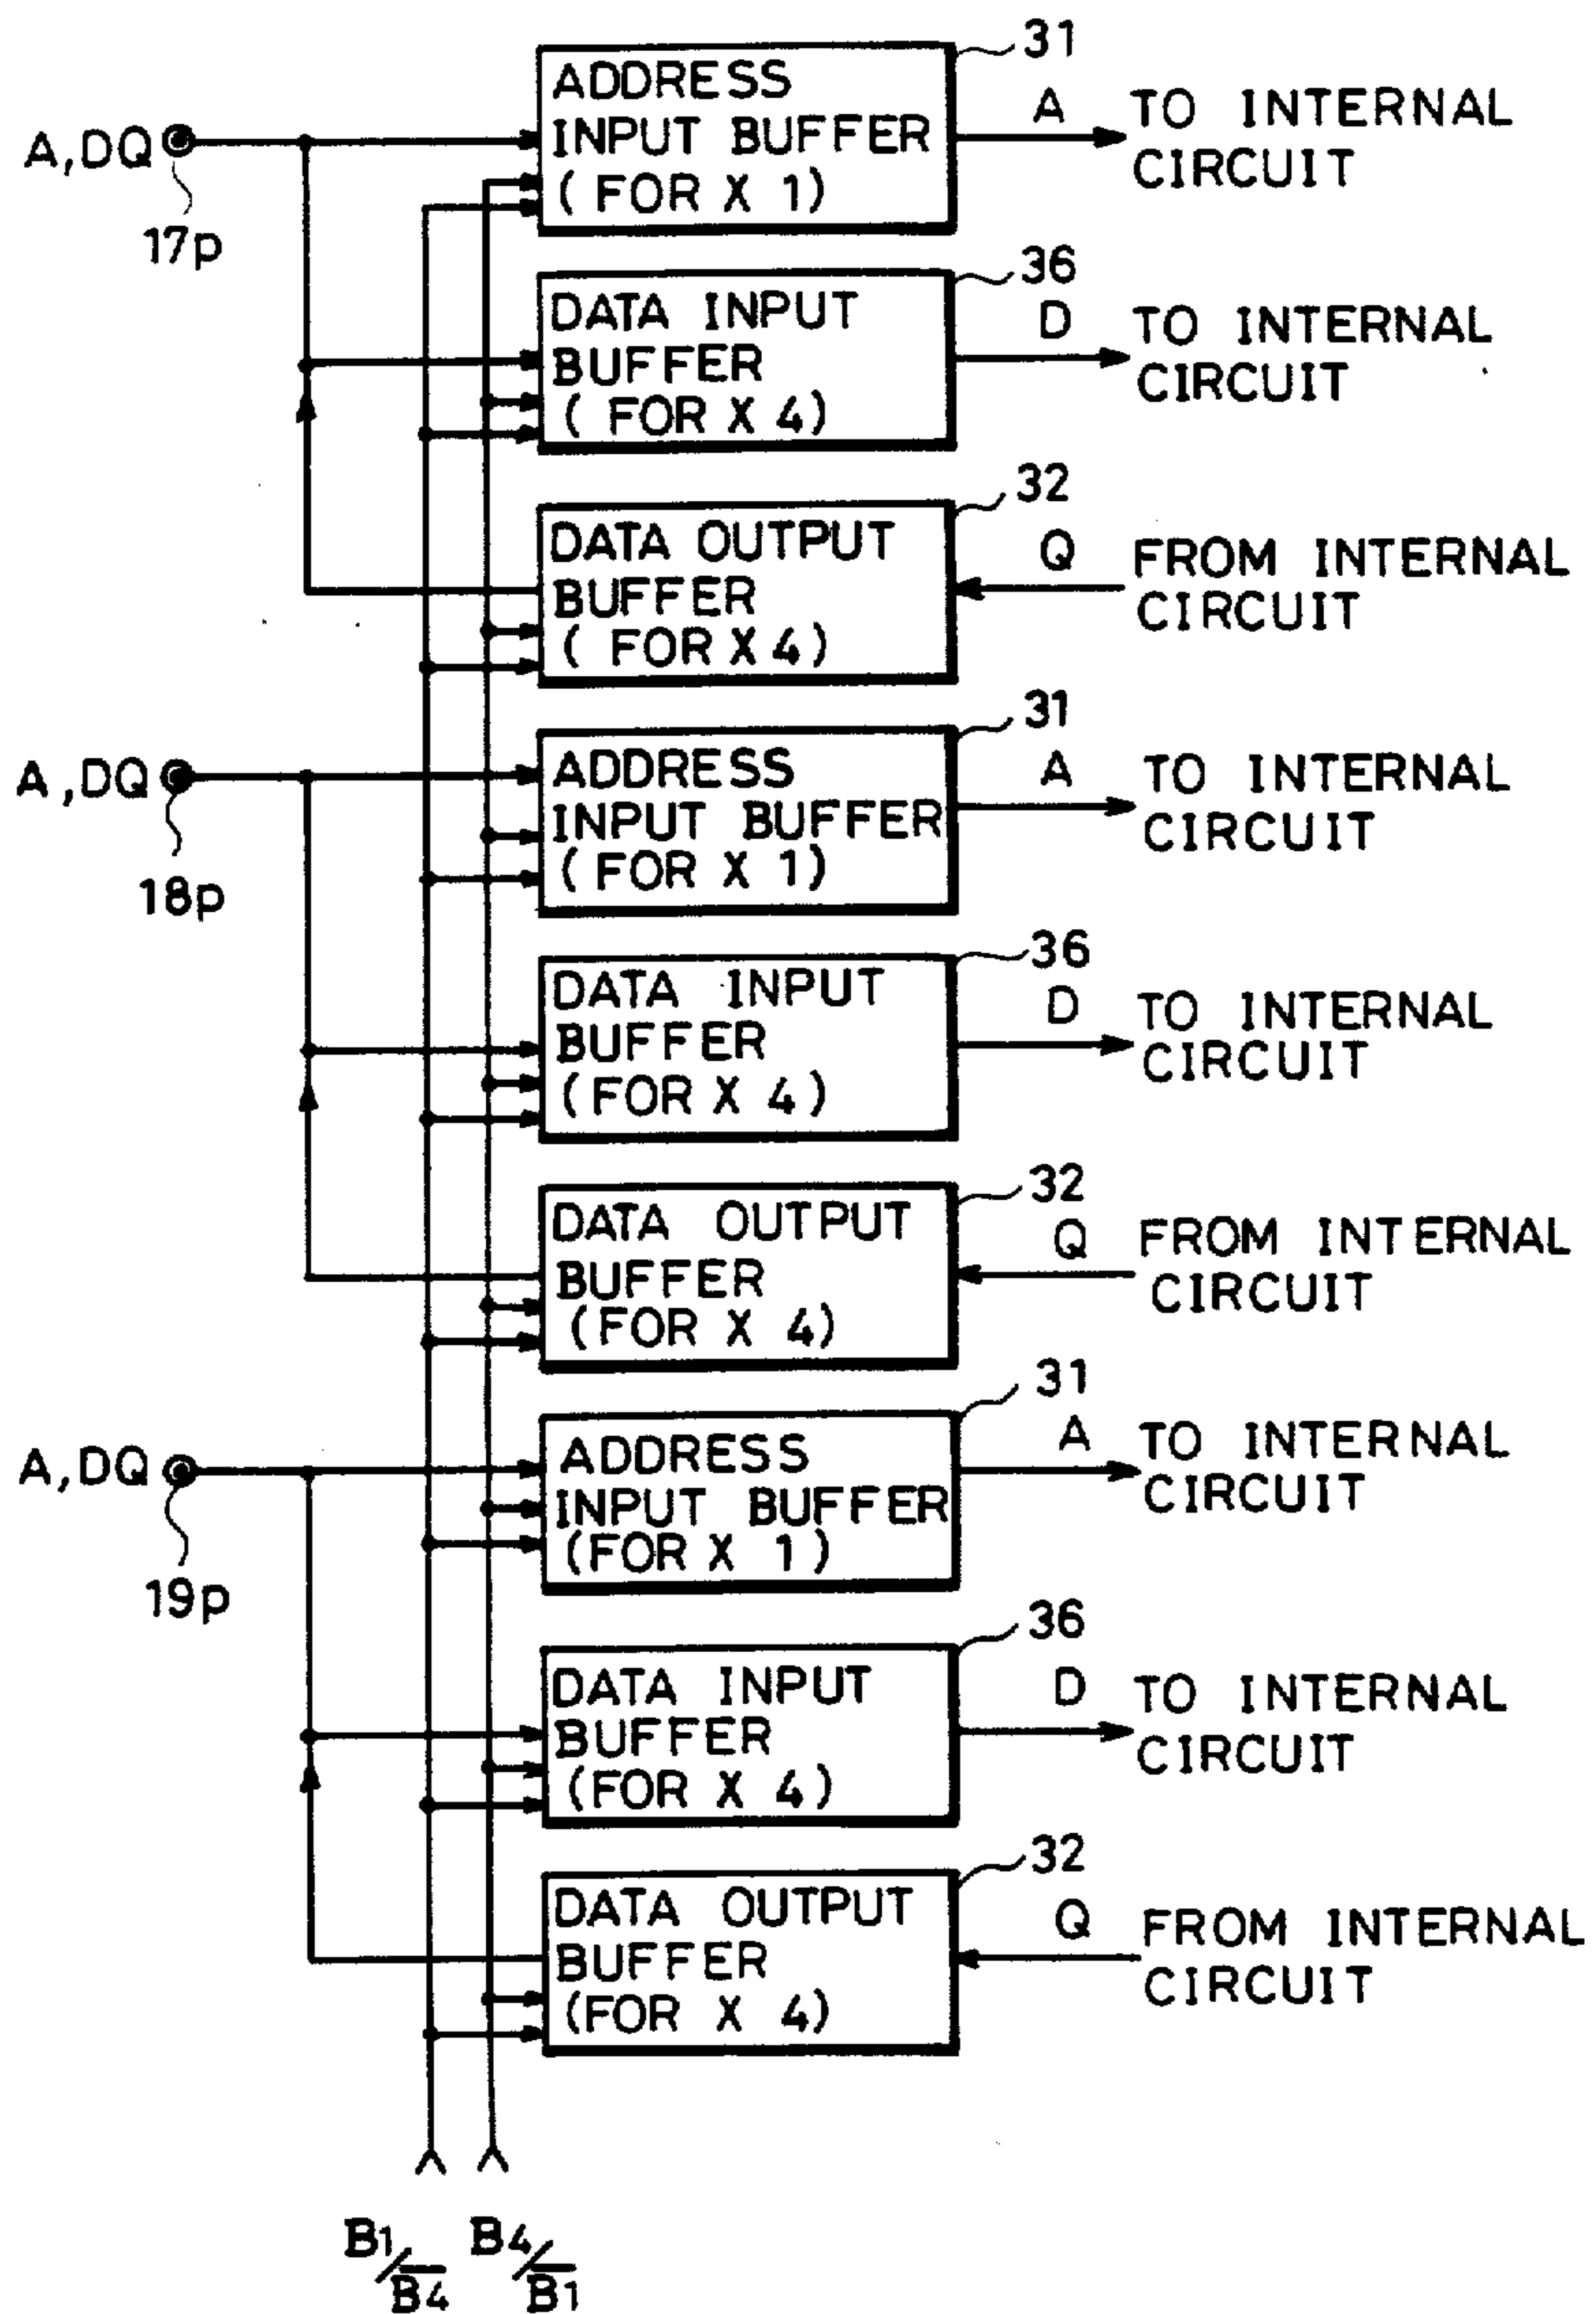 31
ADDRESS
INPUT BUFFER
( FOR X 1)
A
TO INTERNAL
CIRCUIT
A,DQ
17p
36
DATA INPUT
BUFFER
( FOR X 4)
D
TO INTERNAL
CIRCUIT
32
DATA OUTPUT
BUFFER
( FOR X 4)
Q
FROM INTERNAL
CIRCUIT
31
A,DQ
18p
ADDRESS
INPUT BUFFER
( FOR X 1)
A
TO INTERNAL
CIRCUIT
36
DATA INPUT
BUFFER
(FOR X 4)
D
TO INTERNAL
CIRCUIT
32
DATA OUTPUT
BUFFER
(FOR X 4)
Q
FROM INTERNAL
CIRCUIT
31
A,DQ
19p
ADDRESS
INPUT BUFFER
(FOR X 1)
A
TO INTERNAL
CIRCUIT
36
DATA INPUT
BUFFER
(FOR X 4)
D
TO INTERNAL
CIRCUIT
32
DATA OUTPUT
BUFFER
(FOR X 4)
Q
FROM INTERNAL
CIRCUIT
B1/B̅4̅ B4/B̅1̅